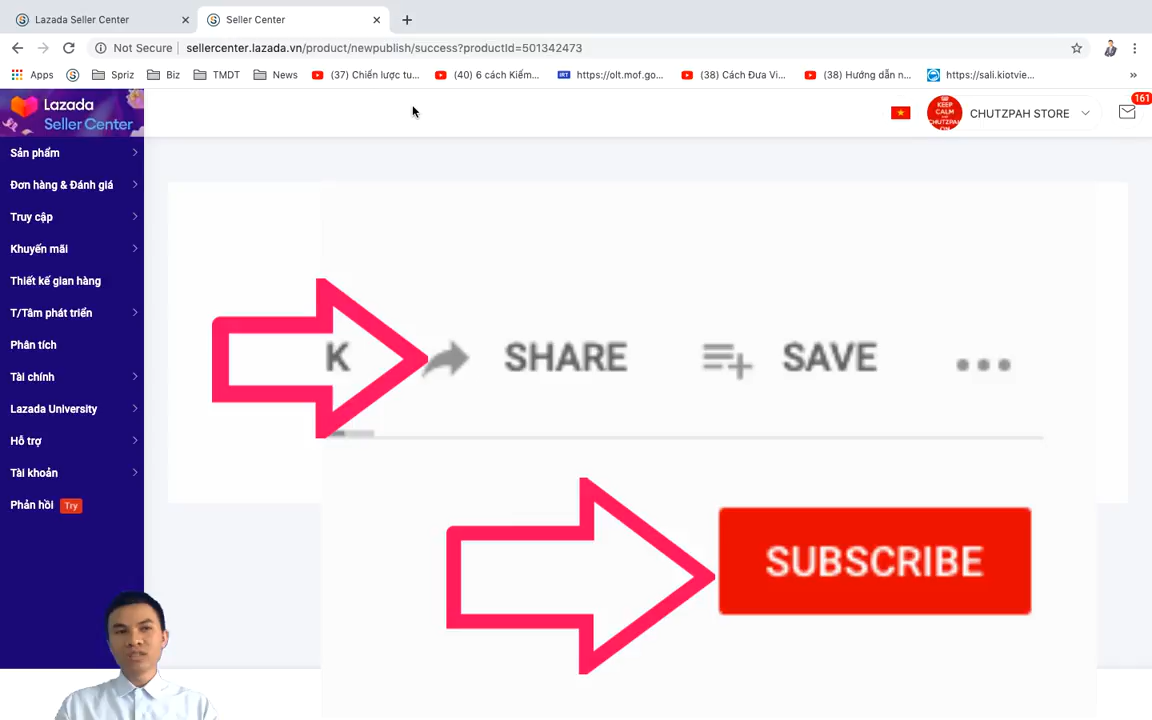 Lazada Seller Center
Seller Center
Not Secure
sellercenter.lazada.vn/product/newpublish/success?productId=501342473
Apps
Spriz
Biz
TMDT
News
(37) Chiến lược tu...
(40) 6 cách Kiếm...
https://olt.mof.go...
(38) Cách Đưa Vi...
(38) Hướng dẫn n...
https://sali.kiotvie...
»
Lazada
Seller Center
KEEP
CALM
CHUTZPAH
CHUTZPAH STORE
161
Sản phẩm
Đơn hàng & Đánh giá
Truy cập
Khuyến mãi
Thiết kế gian hàng
T/Tâm phát triển
Phân tích
Tài chính
Lazada University
Hỗ trợ
Tài khoản
Phản hồi Try
K SHARE SAVE
SUBSCRIBE